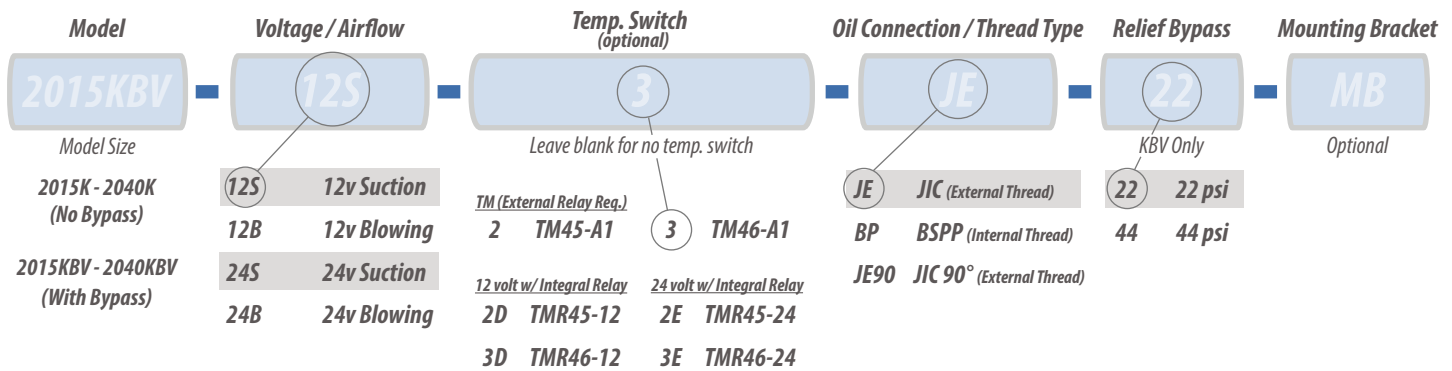 Model Voltage / Airflow Temp. Switch Oil Connection / Thread Type Relief Bypass Mounting Bracket
(optional)
2015KBV 12S 3 JE 22 MB
Model Size Leave blank for no temp. switch KBV Only Optional
2015K - 2040K 12S 12v Suction JE JIC (External Thread) 22 22 psi
(No Bypass) TM (External Relay Req.)
12B 12v Blowing 2 TM45-A1 3 TM46-A1 BP BSPP (Internal Thread) 44 44 psi
2015KBV - 2040KBV 24S 24v Suction JE90 JIC 90° (External Thread)
(With Bypass) 12 volt w/ Integral Relay 24 volt w/ Integral Relay
24B 24v Blowing 2D TMR45-12 2E TMR45-24
3D TMR46-12 3E TMR46-24